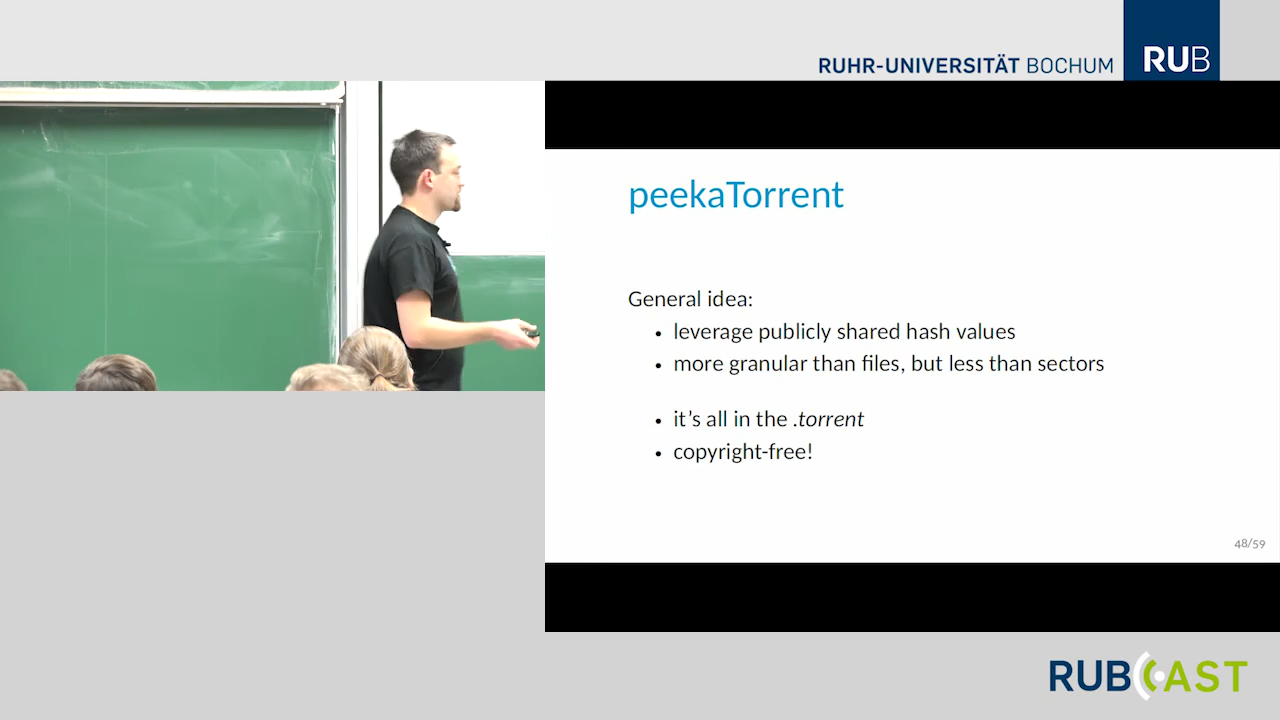 RUHR-UNIVERSITÄT BOCHUM
RUB
peekaTorrent
General idea:
• leverage publicly shared hash values
• more granular than files, but less than sectors
• it's all in the .torrent
• copyright-free!
48/59
RUBCAST